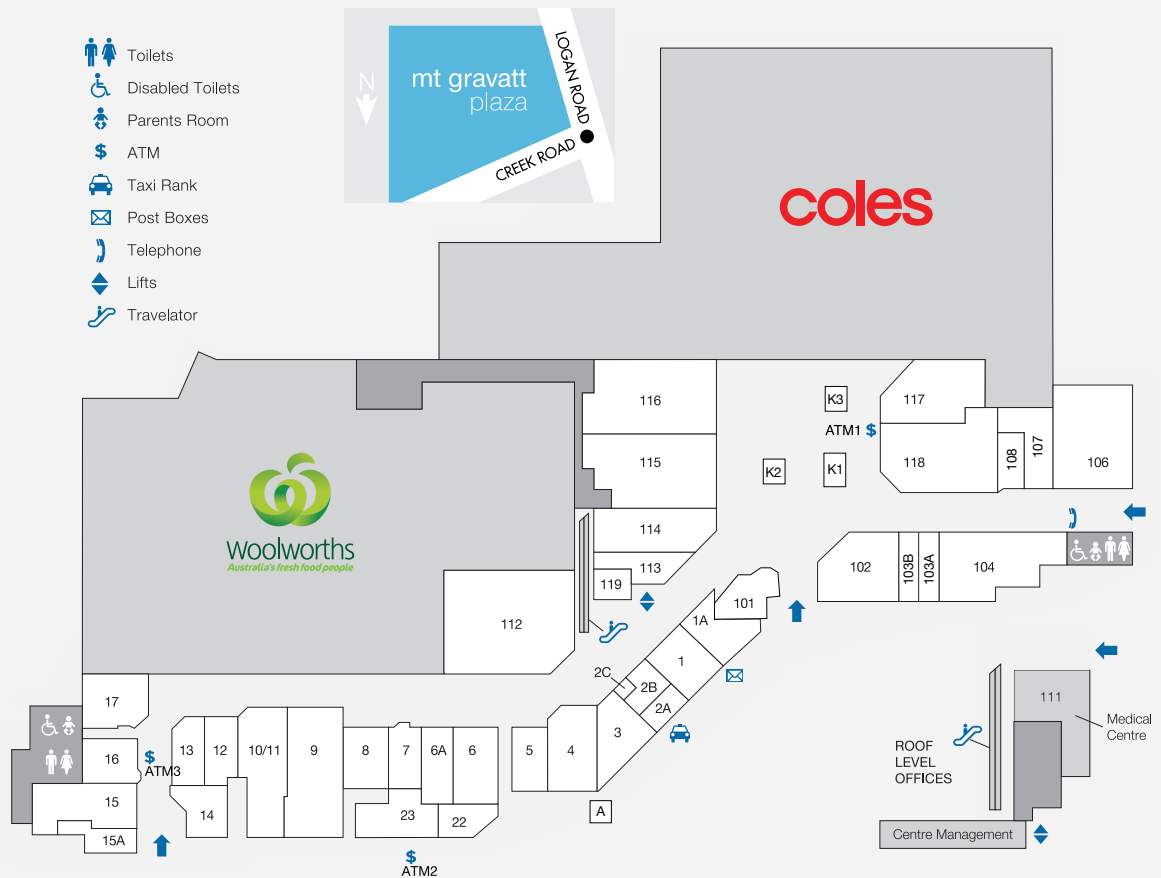 Toilets
Disabled Toilets
Parents Room
$ ATM
Taxi Rank
Post Boxes
Telephone
Lifts
Travelator
N
mt gravatt
plaza
LOGAN ROAD
CREEK ROAD
coles
Woolworths
Australia's fresh food people
116
115
114
113
119
112
K3
ATM1 $
K2
K1
117
118
108
107
106
102
103B
103A
104
101
1A
1
2C
2B
2A
3
4
5
A
17
16
15
15A
$
ATM3
13
12
10/11
9
8
7
6A
6
14
23
22
$
ATM2
111
Medical
Centre
ROOF
LEVEL
OFFICES
Centre Management